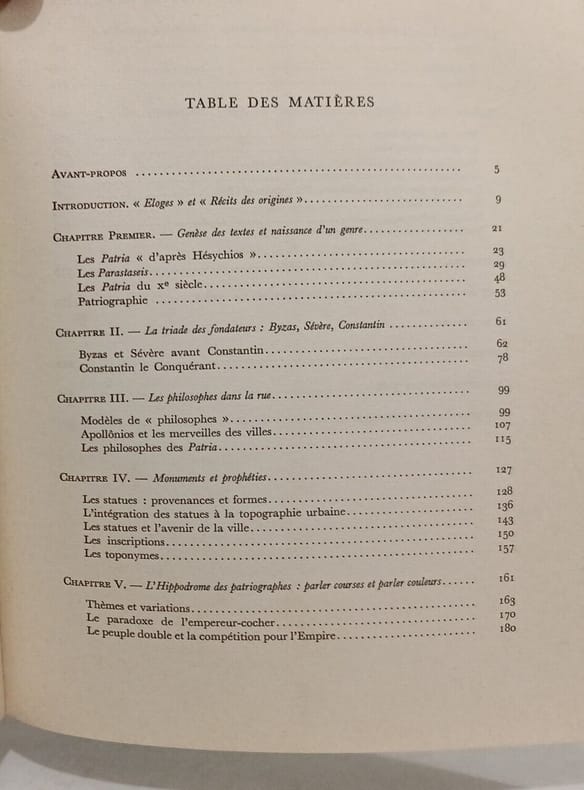 TABLE DES MATIÈRES
AVANT-PROPOS ........ 5
INTRODUCTION. « Eloges » et « Récits des origines » ........ 9
CHAPITRE PREMIER. — Genèse des textes et naissance d'un genre ........ 21
Les Patria « d'après Hésychios » ........ 23
Les Parastaseis ........ 29
Les Patria du xe siècle ........ 48
Patriographie ........ 53
CHAPITRE II. — La triade des fondateurs : Byzas, Sévère, Constantin ........ 61
Byzas et Sévère avant Constantin ........ 62
Constantin le Conquérant ........ 78
CHAPITRE III. — Les philosophes dans la rue ........ 99
Modèles de « philosophes » ........ 99
Apollônios et les merveilles des villes ........ 107
Les philosophes des Patria ........ 115
CHAPITRE IV. — Monuments et prophéties ........ 127
Les statues : provenances et formes ........ 128
L'intégration des statues à la topographie urbaine ........ 136
Les statues et l'avenir de la ville ........ 143
Les inscriptions ........ 150
Les toponymes ........ 157
CHAPITRE V. — L'Hippodrome des patriographes : parler courses et parler couleurs ...... 161
Thèmes et variations ........ 163
Le paradoxe de l'empereur-cocher ........ 170
Le peuple double et la compétition pour l'Empire ........ 180